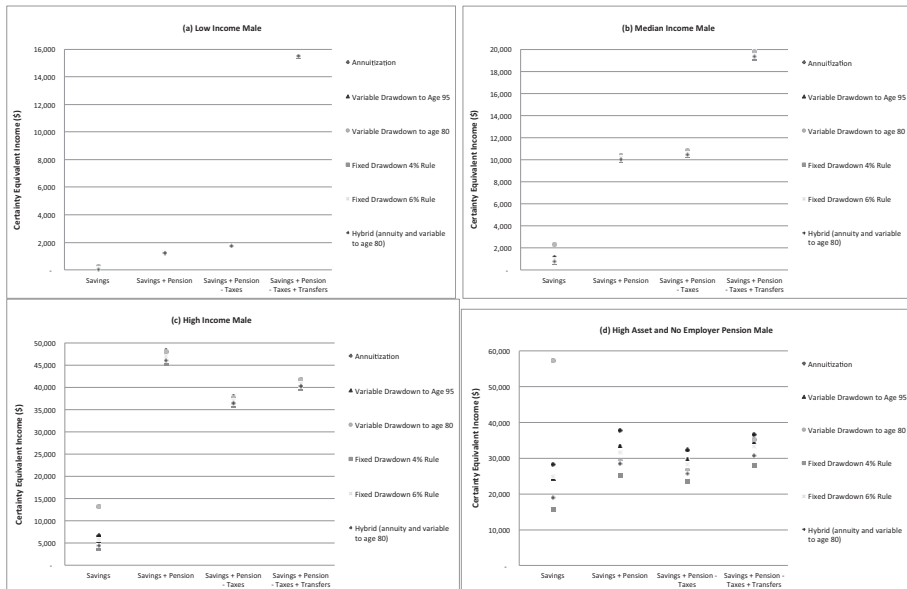 (a) Low Income Male
Certainty Equivalent Income ($)
16,000
14,000
12,000
10,000
8,000
6,000
4,000
2,000
-
Savings
Savings + Pension
Savings + Pension
- Taxes
Savings + Pension
- Taxes + Transfers
Annuitization
Variable Drawdown to Age 95
Variable Drawdown to age 80
Fixed Drawdown 4% Rule
Fixed Drawdown 6% Rule
Hybrid (annuity and variable
to age 80)
(b) Median Income Male
Certainty Equivalent Income ($)
20,000
18,000
16,000
14,000
12,000
10,000
8,000
6,000
4,000
2,000
-
Savings
Savings + Pension
Savings + Pension
- Taxes
Savings + Pension
- Taxes + Transfers
Annuitization
Variable Drawdown to Age 95
Variable Drawdown to age 80
Fixed Drawdown 4% Rule
Fixed Drawdown 6% Rule
Hybrid (annuity and variable
to age 80)
(c) High Income Male
Certainty Equivalent Income ($)
50,000
45,000
40,000
35,000
30,000
25,000
20,000
15,000
10,000
5,000
-
Savings
Savings + Pension
Savings + Pension
- Taxes
Savings + Pension
- Taxes + Transfers
Annuitization
Variable Drawdown to Age 95
Variable Drawdown to age 80
Fixed Drawdown 4% Rule
Fixed Drawdown 6% Rule
Hybrid (annuity and variable
to age 80)
(d) High Asset and No Employer Pension Male
Certainty Equivalent Income ($)
60,000
50,000
40,000
30,000
20,000
10,000
-
Savings
Savings + Pension
Savings + Pension -
Taxes
Savings + Pension -
Taxes + Transfers
Annuitization
Variable Drawdown to Age 95
Variable Drawdown to age 80
Fixed Drawdown 4% Rule
Fixed Drawdown 6% Rule
Hybrid (annuity and variable
to age 80)